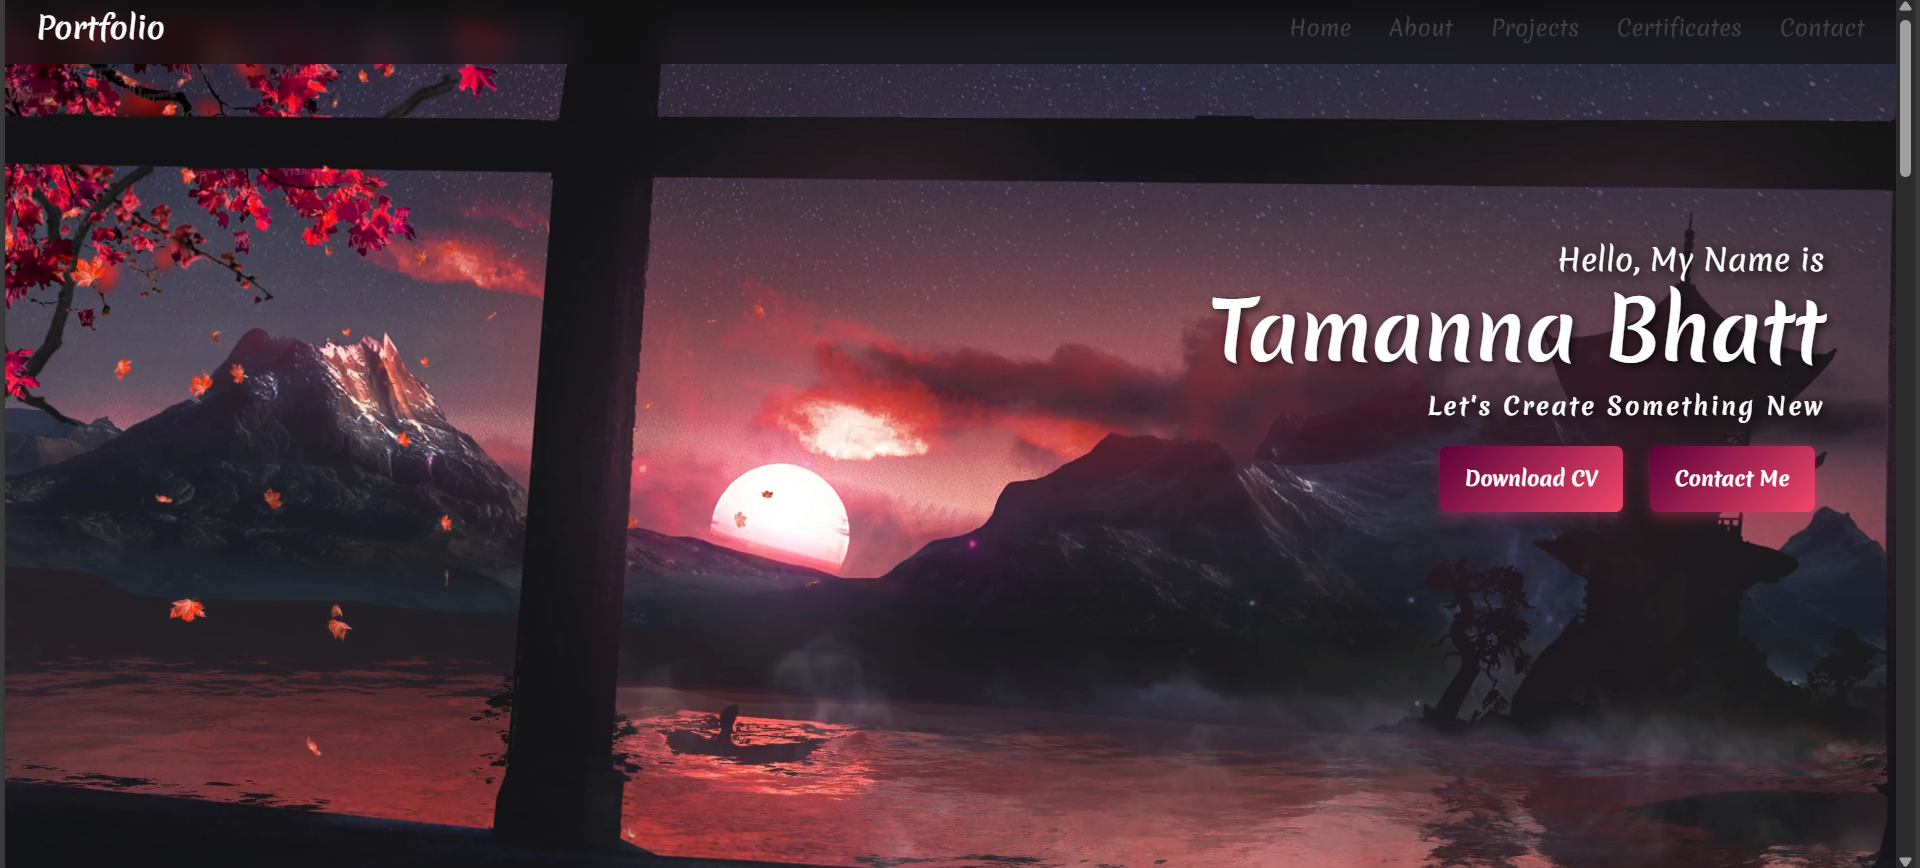 Portfolio
Home About Projects Certificates Contact
Hello, My Name is
Tamanna Bhatt
Let's Create Something New
Download CV Contact Me